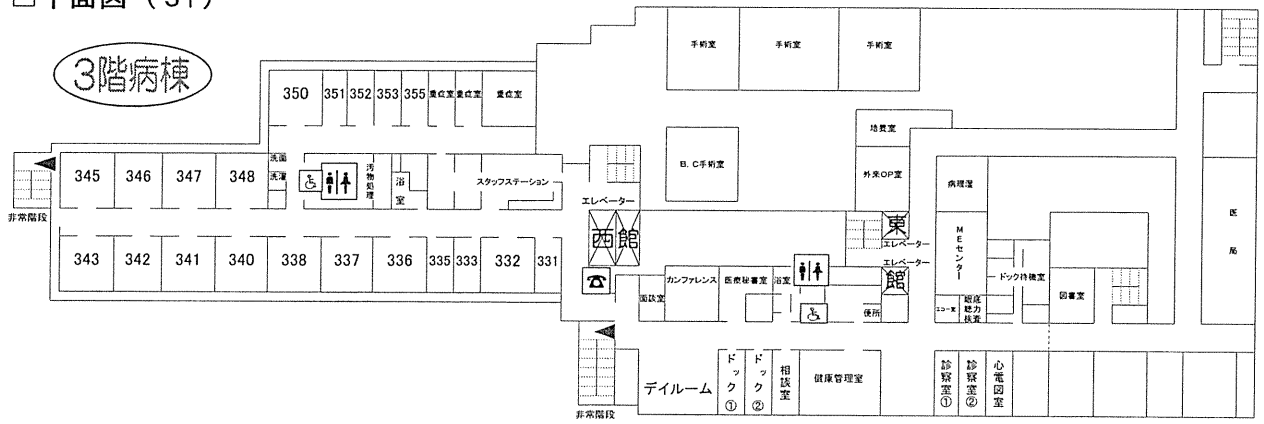 □平面図（3F）
3階病棟
手術室 手術室 手術室
350 351 352 353 355 重症室 重症室 重症室
培養室
B.C手術室
外来OP室
345 346 347 348
洗面
洗濯
汚物処理
浴室
スタッフステーション
病理室
非常階段
エレベーター
西館
東
エレベーター
MEセンター
医局
343 342 341 340 338 337 336 335 333 332 331
エレベーター
館
面談室
カンファレンス
医療秘書室
浴室
便所
ドック待機室
図書室
エコー室
眼底
聴力
検査
デイルーム
ドック①
ドック②
相談室
健康管理室
診察室①
診察室②
心電図室
非常階段